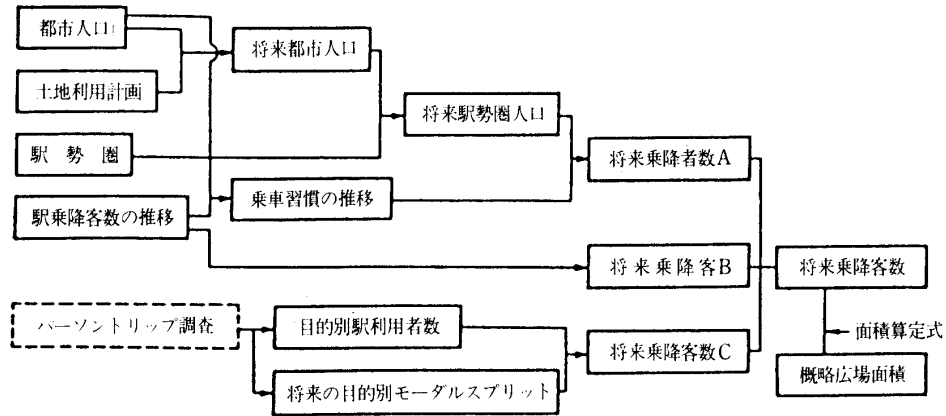 都市人口
将来都市人口
土地利用計画
将来駅勢圏人口
駅勢圏
将来乗降者数A
乗車習慣の推移
駅乗降客数の推移
将来乗降客B
将来乗降客数
パーソントリップ調査
目的別駅利用者数
面積算定式
将来乗降客数C
概略広場面積
将来の目的別モーダルスプリット